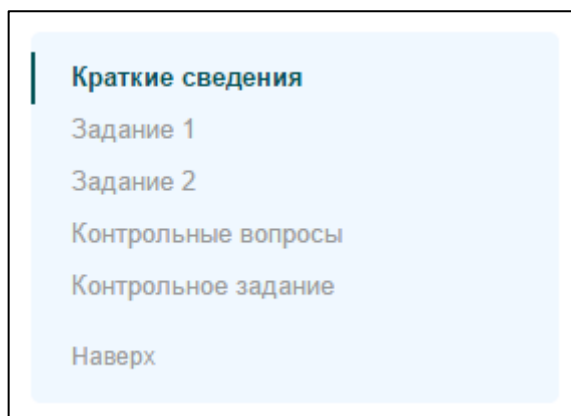 Краткие сведения
Задание 1
Задание 2
Контрольные вопросы
Контрольное задание
Наверх